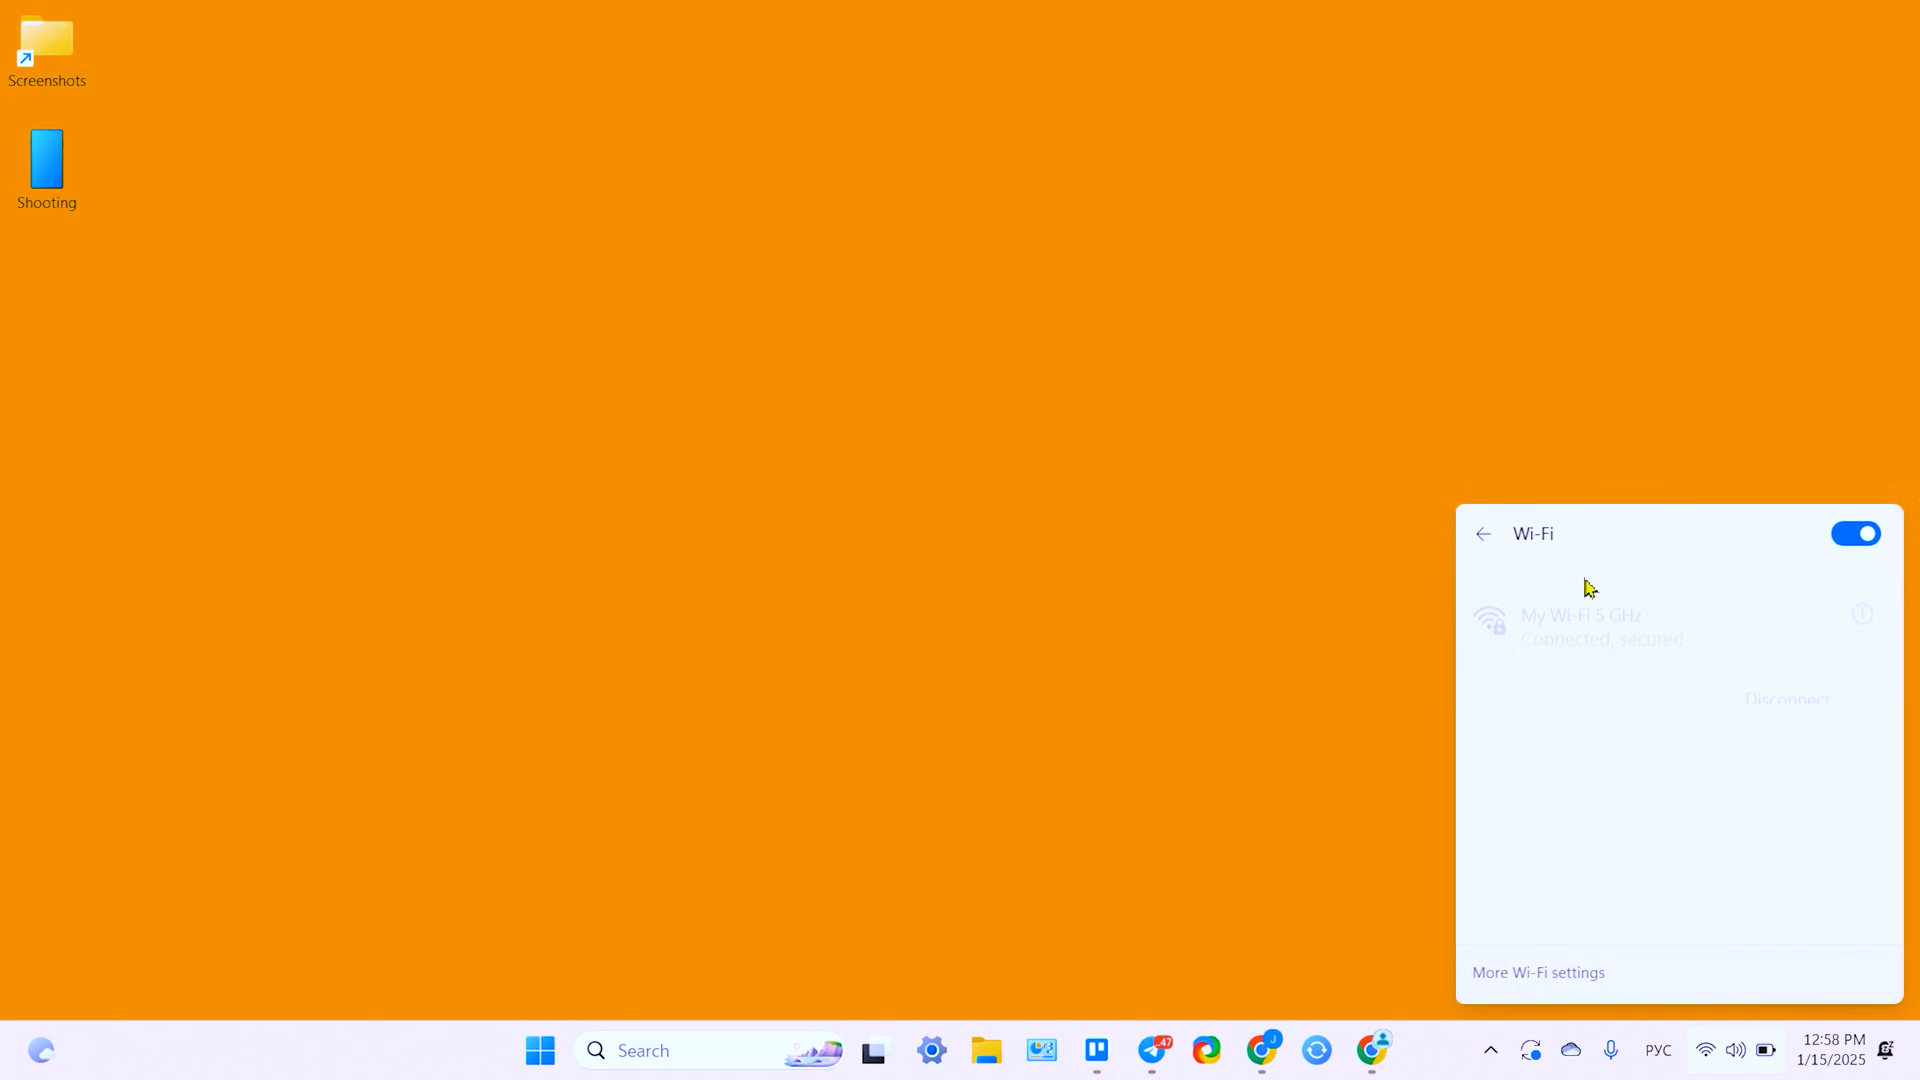 Screenshots
Shooting
Wi-Fi
My Wi-Fi 5 GHz
Connected, secured
Disconnect
More Wi-Fi settings
Search
47
J
РУС
12:58 PM
1/15/2025